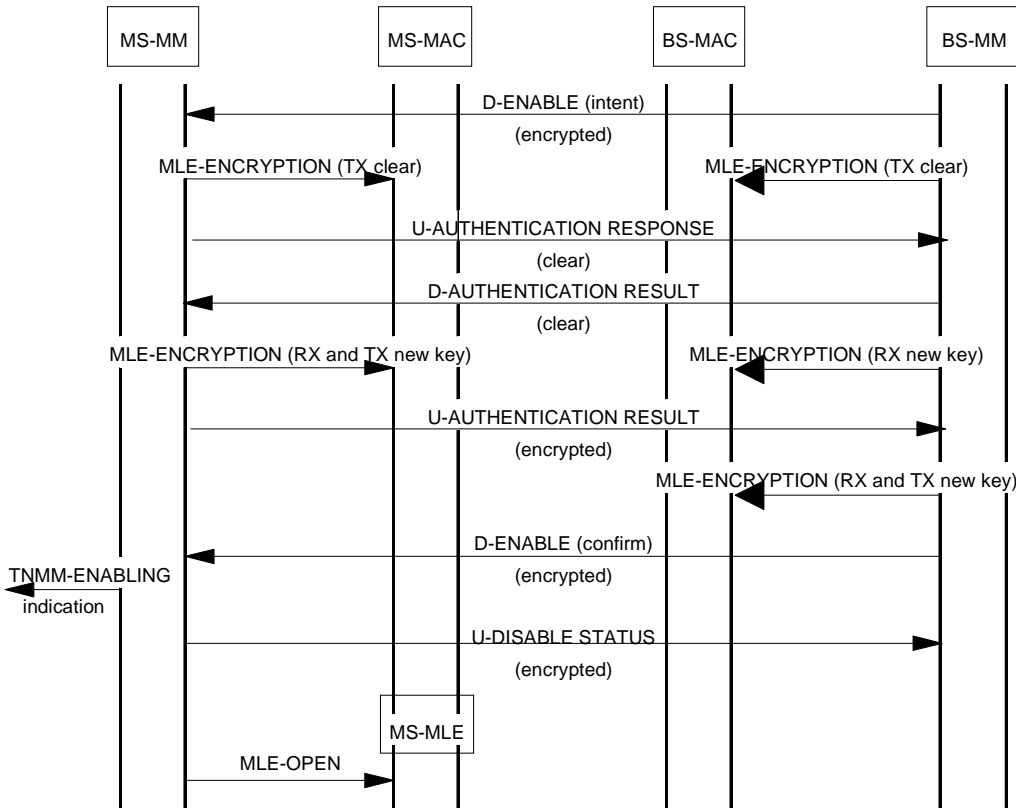 MS-MM
MS-MAC
BS-MAC
BS-MM
D-ENABLE (intent)
(encrypted)
MLE-ENCRYPTION (TX clear)
MLE-ENCRYPTION (TX clear)
U-AUTHENTICATION RESPONSE
(clear)
D-AUTHENTICATION RESULT
(clear)
MLE-ENCRYPTION (RX and TX new key)
MLE-ENCRYPTION (RX new key)
U-AUTHENTICATION RESULT
(encrypted)
MLE-ENCRYPTION (RX and TX new key)
D-ENABLE (confirm)
(encrypted)
TNMM-ENABLING
indication
U-DISABLE STATUS
(encrypted)
MS-MLE
MLE-OPEN